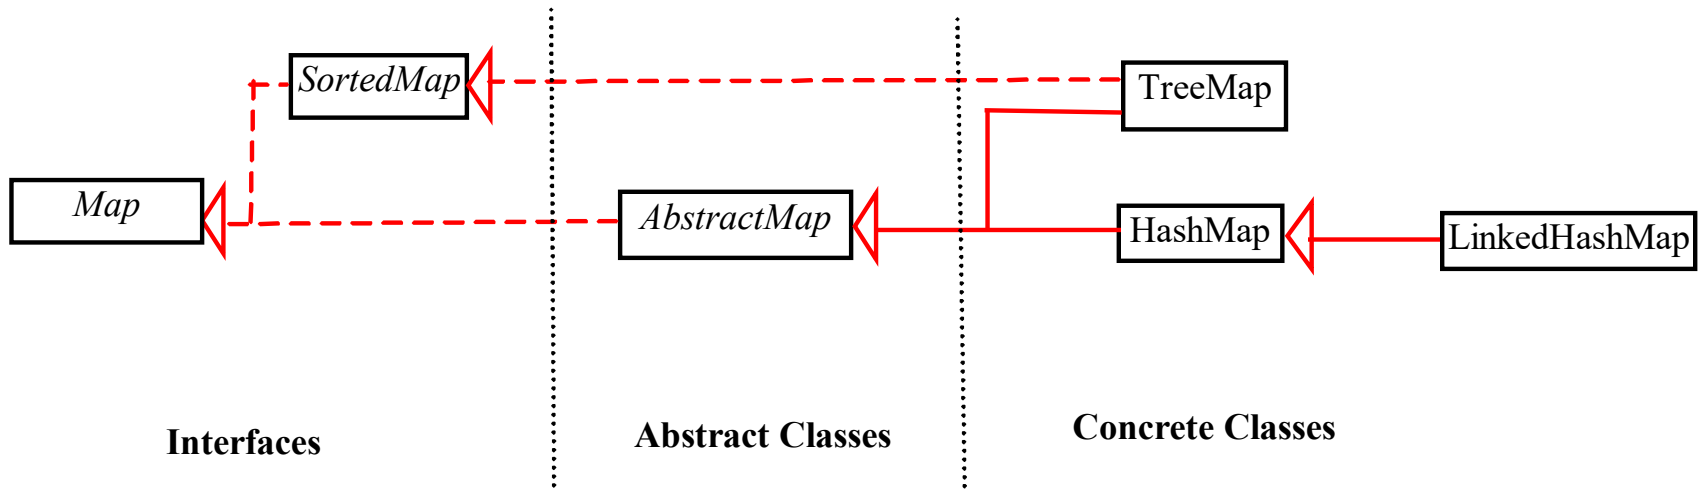 SortedMap
TreeMap
Map
AbstractMap
HashMap
LinkedHashMap
Interfaces
Abstract Classes
Concrete Classes